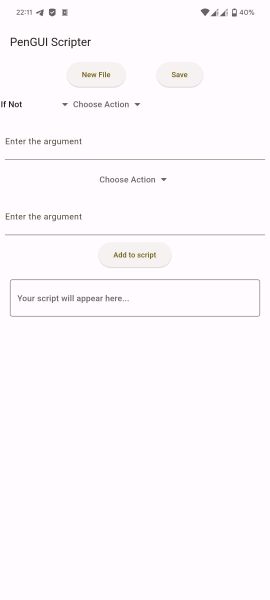 22:11 40%
PenGUI Scripter
New File Save
If Not Choose Action
Enter the argument
Choose Action
Enter the argument
Add to script
Your script will appear here...